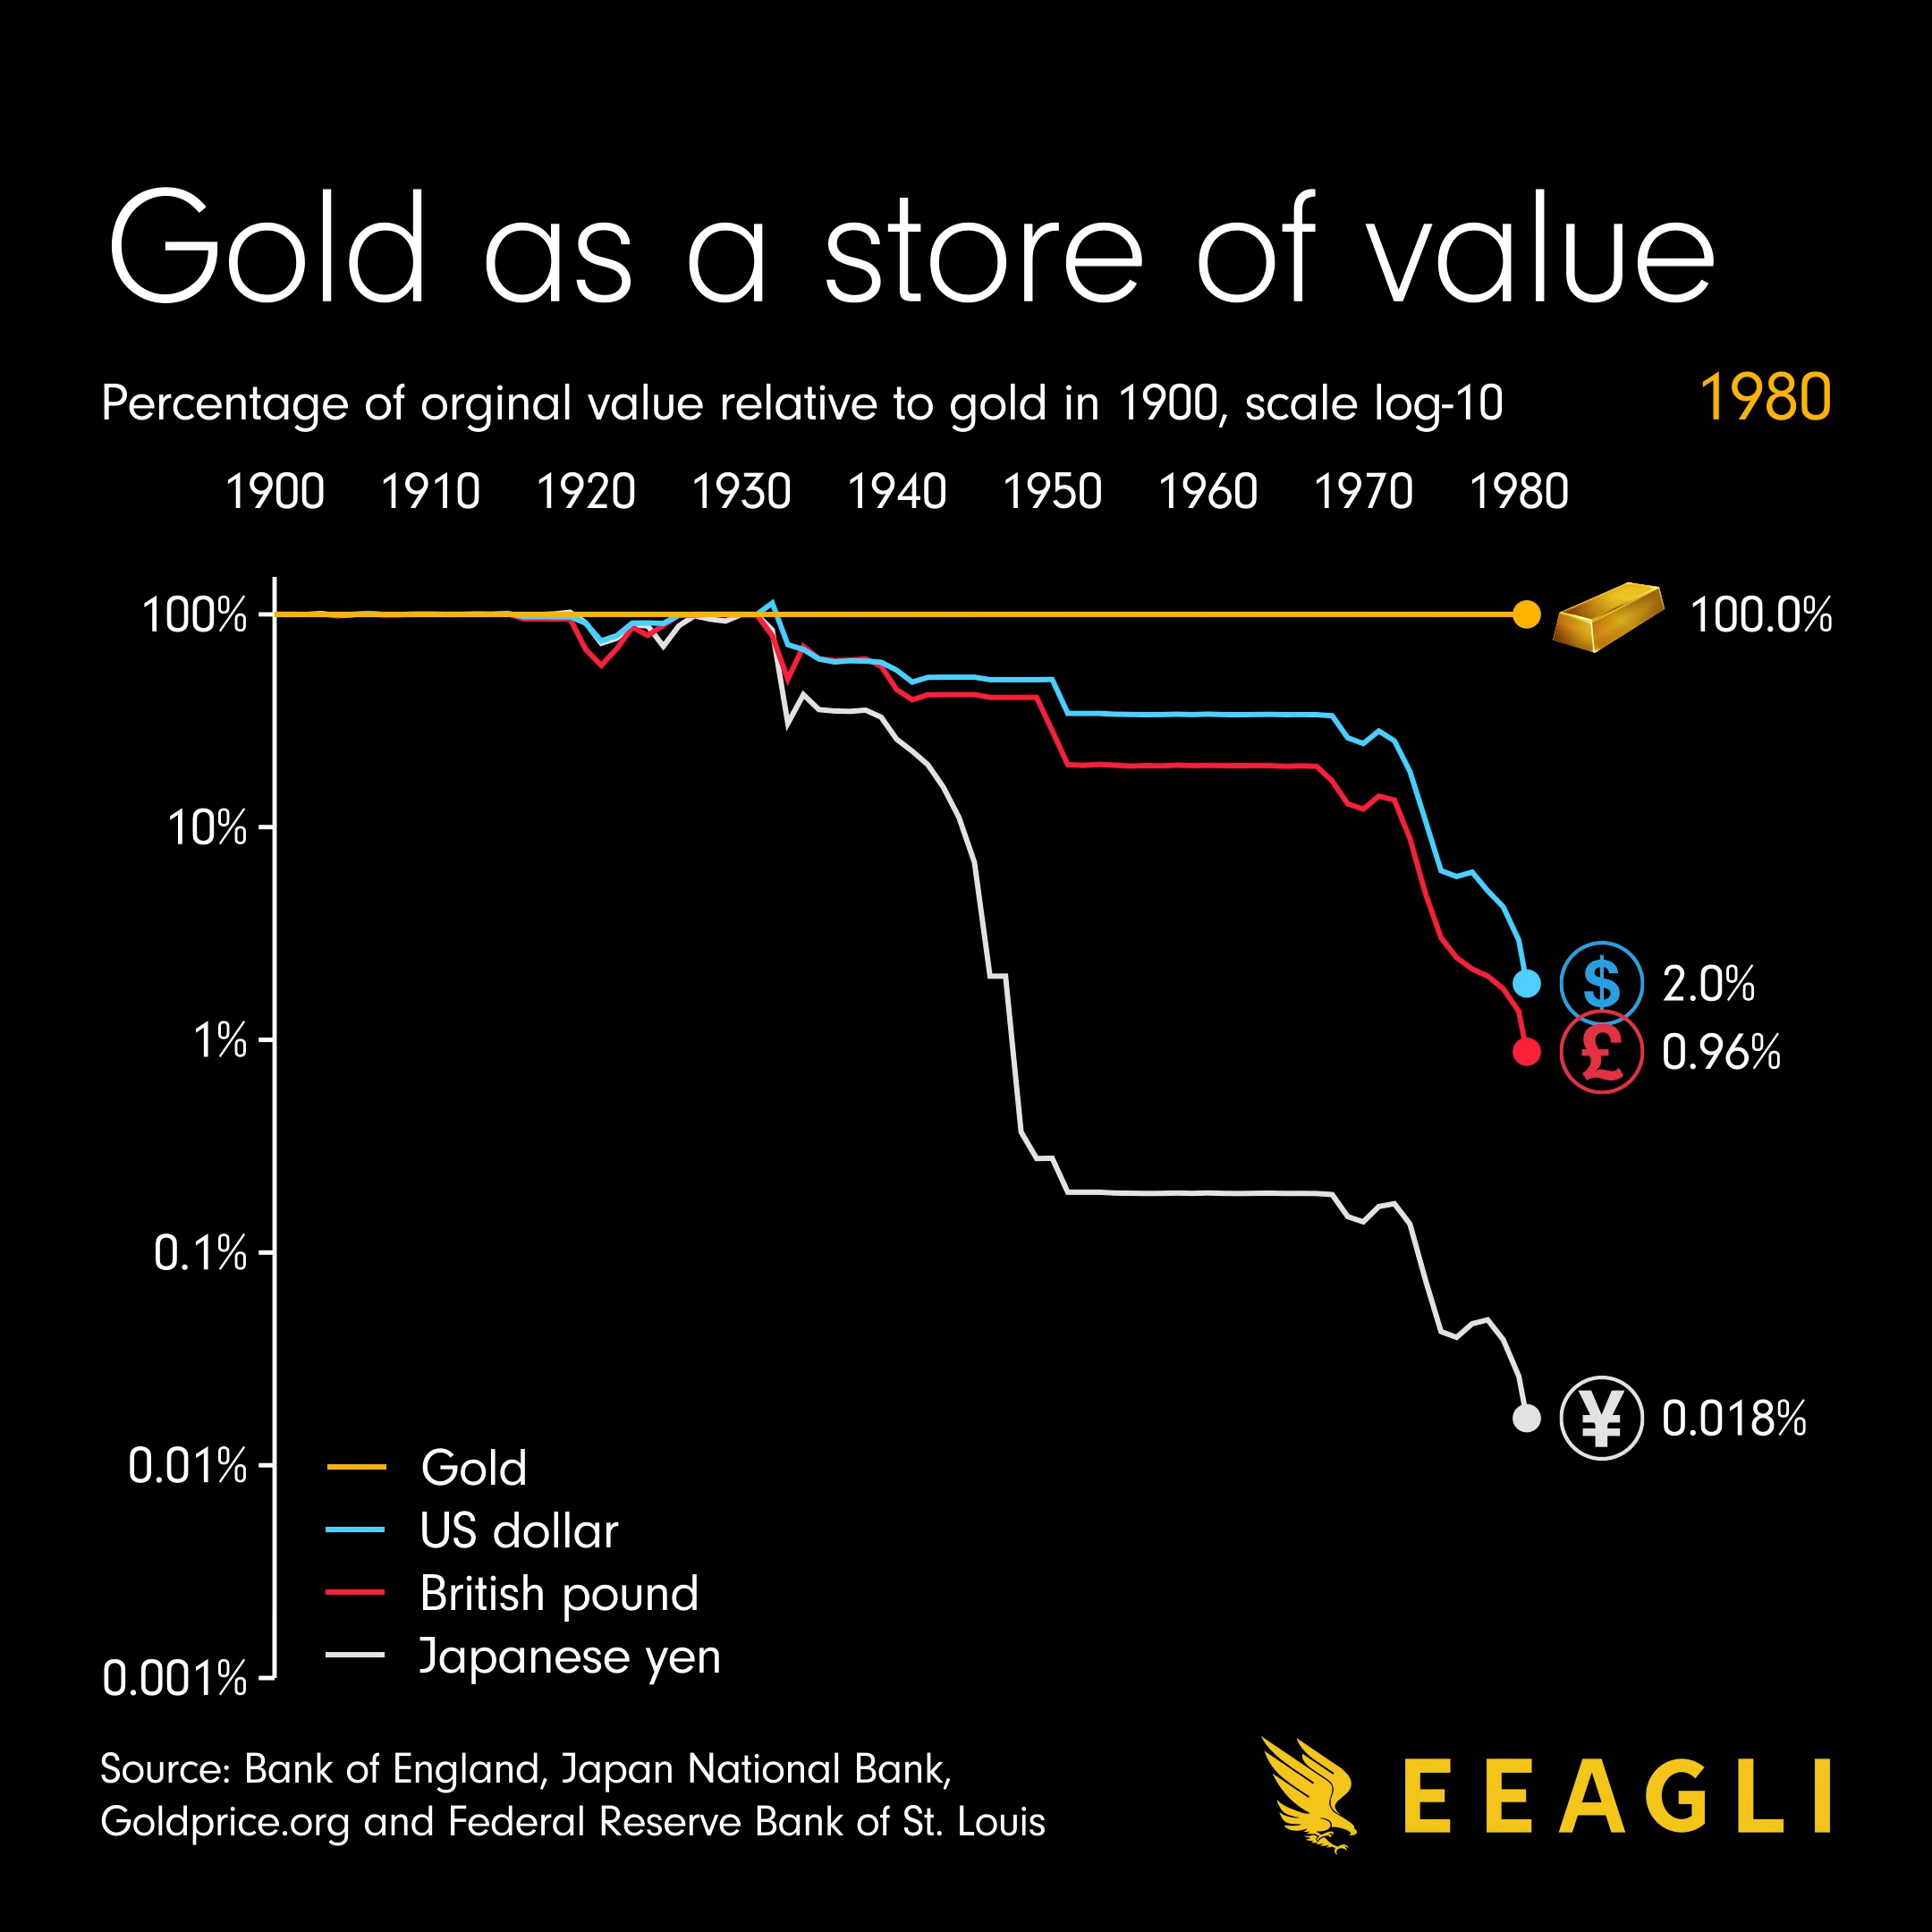 Gold as a store of value
Percentage of orginal value relative to gold in 1900, scale log-10
1980
1900 1910 1920 1930 1940 1950 1960 1970 1980
100%
10%
1%
0.1%
0.01%
0.001%
100.0%
$ 2.0%
£ 0.96%
¥ 0.018%
Gold
US dollar
British pound
Japanese yen
Source: Bank of England, Japan National Bank,
Goldprice.org and Federal Reserve Bank of St. Louis
EEAGLI